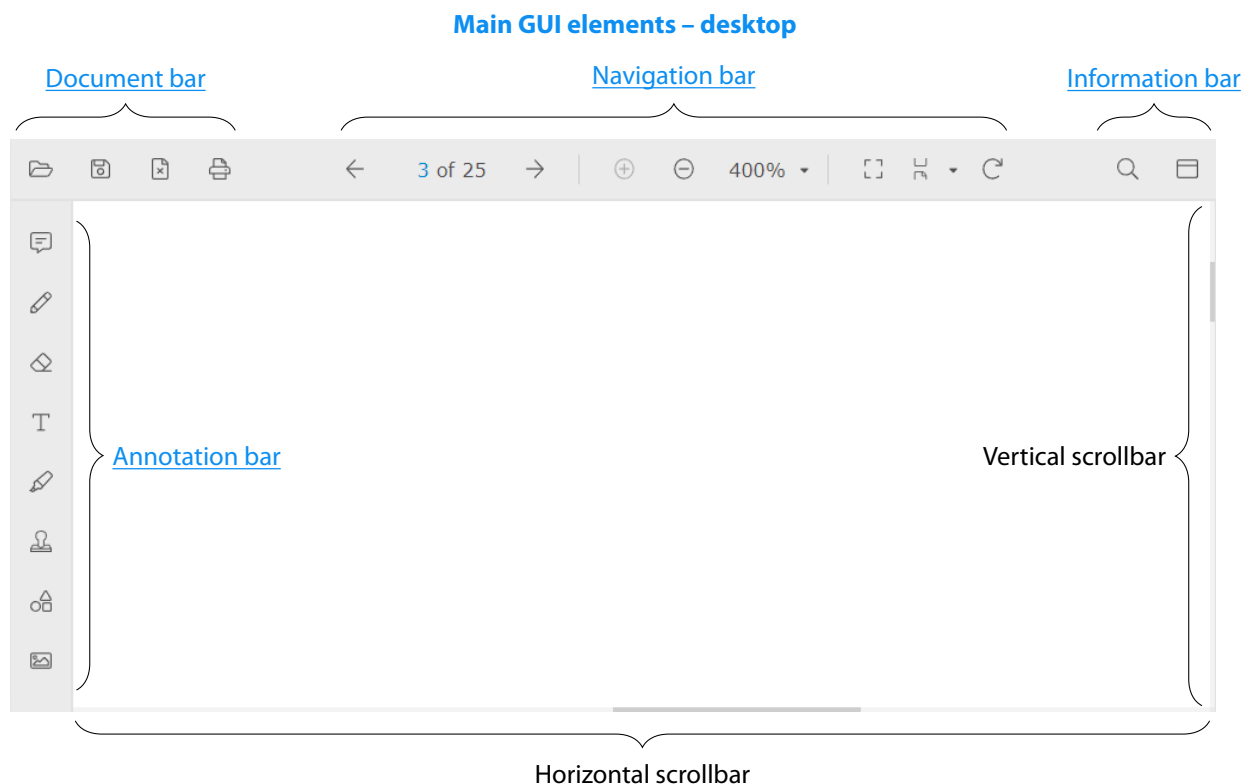 Main GUI elements – desktop
Document bar
Navigation bar
Information bar
3 of 25
400%
T
Annotation bar
Vertical scrollbar
Horizontal scrollbar